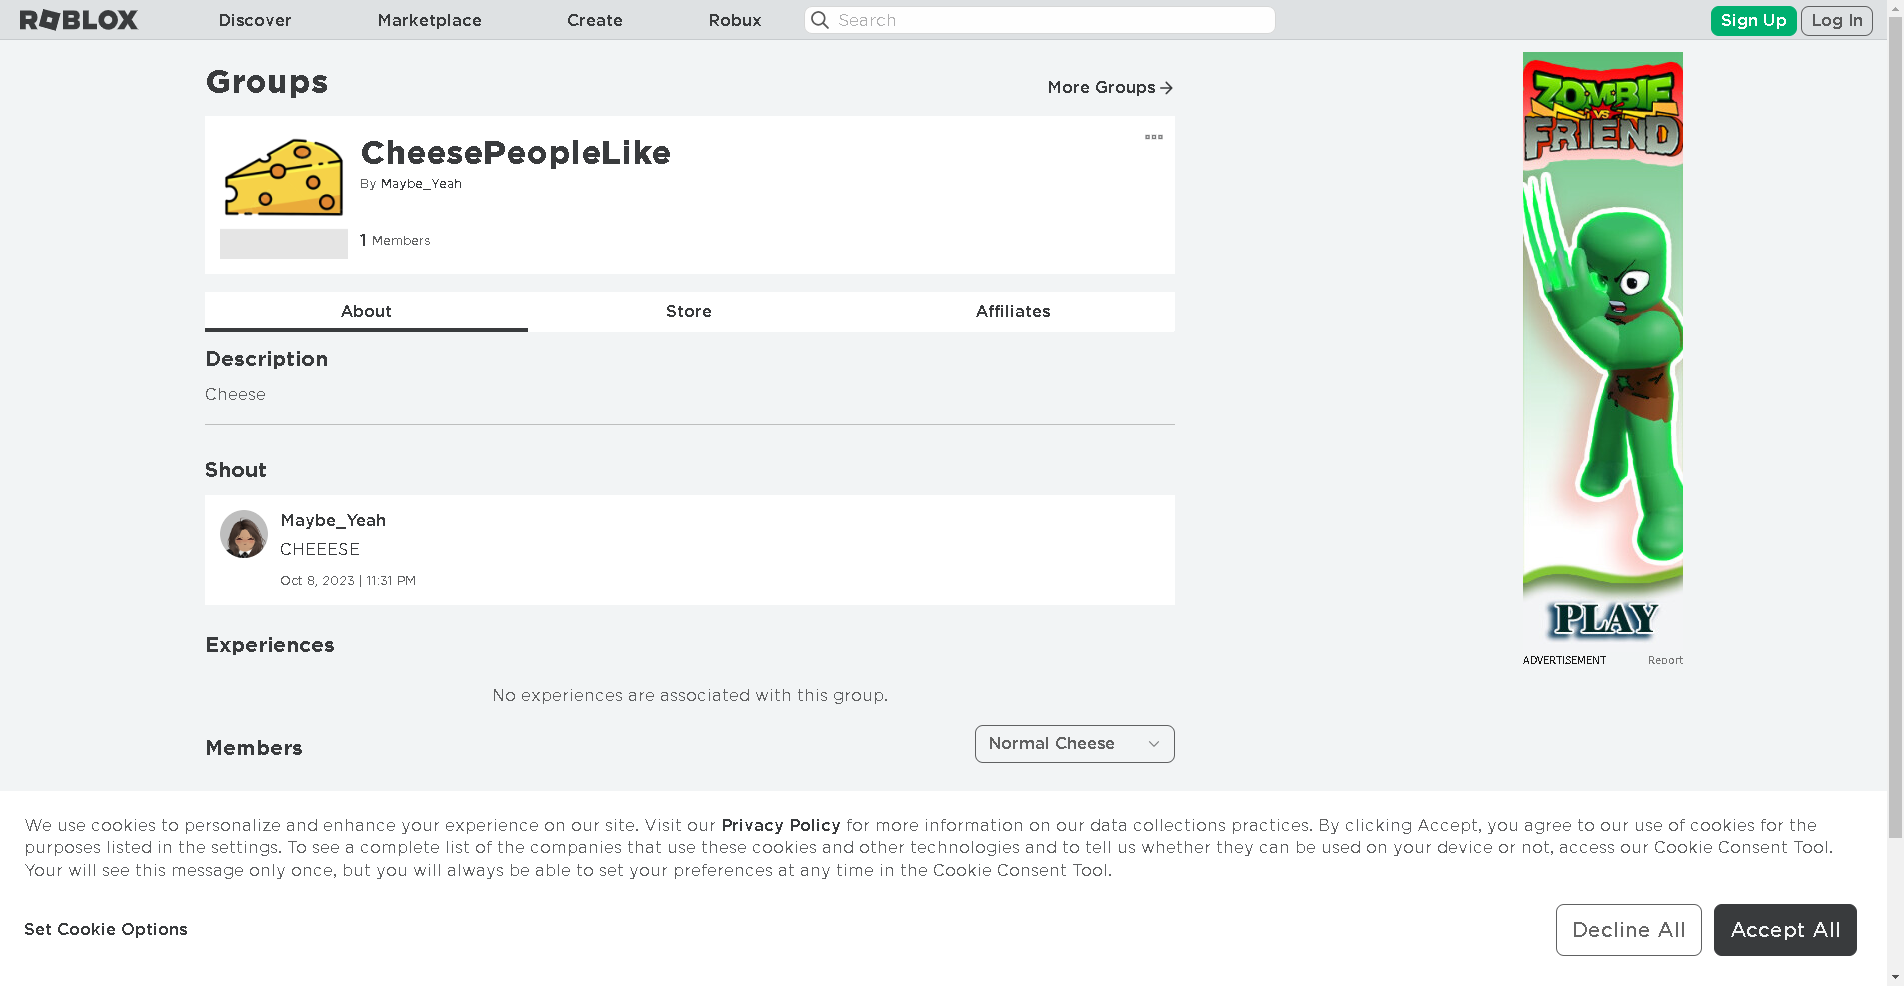 ROBLOX
Discover
Marketplace
Create
Robux
Search
Sign Up
Log In
Groups
More Groups
CheesePeopleLike
By Maybe_Yeah
1 Members
About
Store
Affiliates
Description
Cheese
Shout
Maybe_Yeah
CHEEESE
Oct 8, 2023 | 11:31 PM
Experiences
No experiences are associated with this group.
Members
Normal Cheese
ZOMBIE
VS
FRIEND
PLAY
ADVERTISEMENT
Report
We use cookies to personalize and enhance your experience on our site. Visit our Privacy Policy for more information on our data collections practices. By clicking Accept, you agree to our use of cookies for the
purposes listed in the settings. To see a complete list of the companies that use these cookies and other technologies and to tell us whether they can be used on your device or not, access our Cookie Consent Tool.
Your will see this message only once, but you will always be able to set your preferences at any time in the Cookie Consent Tool.
Set Cookie Options
Decline All
Accept All